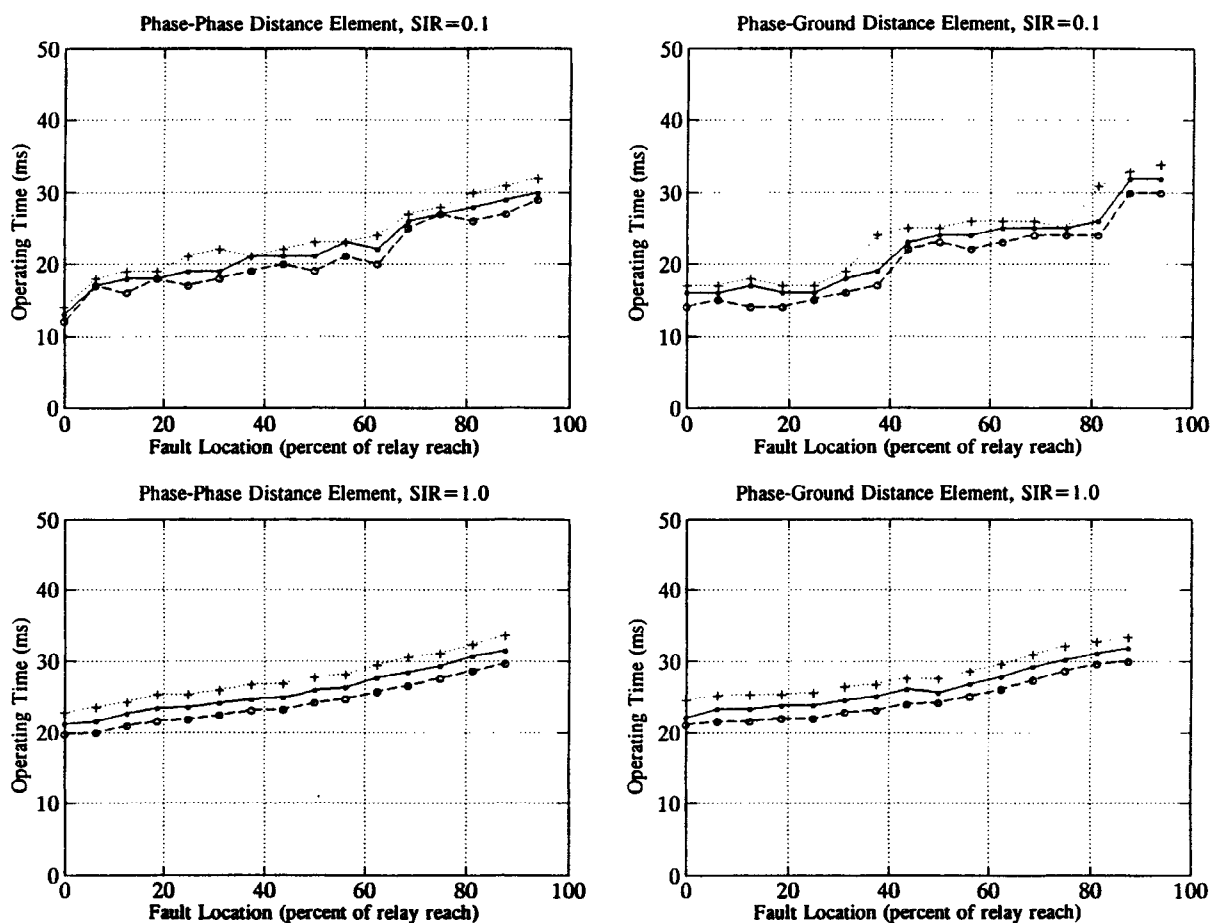 Phase-Phase Distance Element, SIR=0.1
50
40
30
20
10
0
Operating Time (ms)
0 20 40 60 80 100
Fault Location (percent of relay reach)
Phase-Ground Distance Element, SIR=0.1
50
40
30
20
10
0
Operating Time (ms)
0 20 40 60 80 100
Fault Location (percent of relay reach)
Phase-Phase Distance Element, SIR=1.0
50
40
30
20
10
0
Operating Time (ms)
0 20 40 60 80 100
Fault Location (percent of relay reach)
Phase-Ground Distance Element, SIR=1.0
50
40
30
20
10
0
Operating Time (ms)
0 20 40 60 80 100
Fault Location (percent of relay reach)